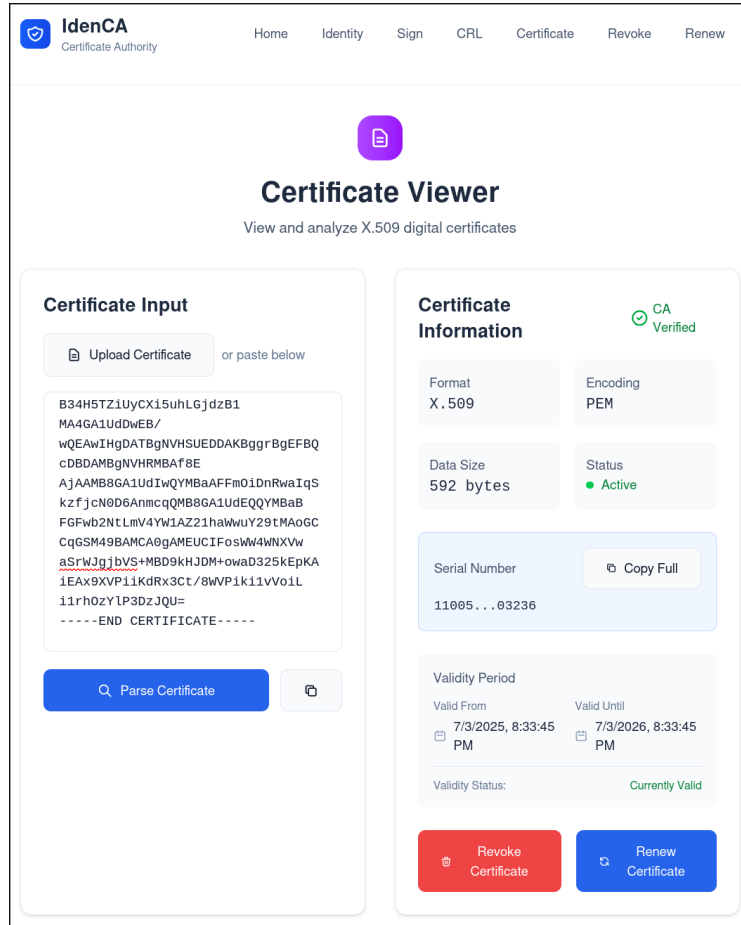 IdenCA
Certificate Authority
Home Identity Sign CRL Certificate Revoke Renew
Certificate Viewer
View and analyze X.509 digital certificates
Certificate Input
Upload Certificate or paste below
B34H5TZiUyCXi5uhLGjdzB1
MA4GA1UdDwEB/
wQEAwIHgDATBgNVHSUEDDAKBggrBgEFBQ
cDBDAMBgNVHRMBAf8E
AjAAMB8GA1UdIwQYMBaAFFmOiDnRwaIqS
kzfjcN0D6AnmcqQMB8GA1UdEQQYMBaB
FGFwb2NtLmV4YW1AZ21haWwuY29tMAoGC
CqGSM49BAMCA0gAMEUCIFosWW4WNXVw
aSrWJgjbVS+MBD9kHJDM+owaD325kEpKA
iEAx9XVPiiKdRx3Ct/8WVPiki1vVoiL
i1rhOzYlP3DzJQU=
-----END CERTIFICATE-----
Parse Certificate
Certificate
Information
CA
Verified
Format
X.509
Encoding
PEM
Data Size
592 bytes
Status
Active
Serial Number
Copy Full
11005...03236
Validity Period
Valid From
7/3/2025, 8:33:45
PM
Valid Until
7/3/2026, 8:33:45
PM
Validity Status: Currently Valid
Revoke
Certificate
Renew
Certificate